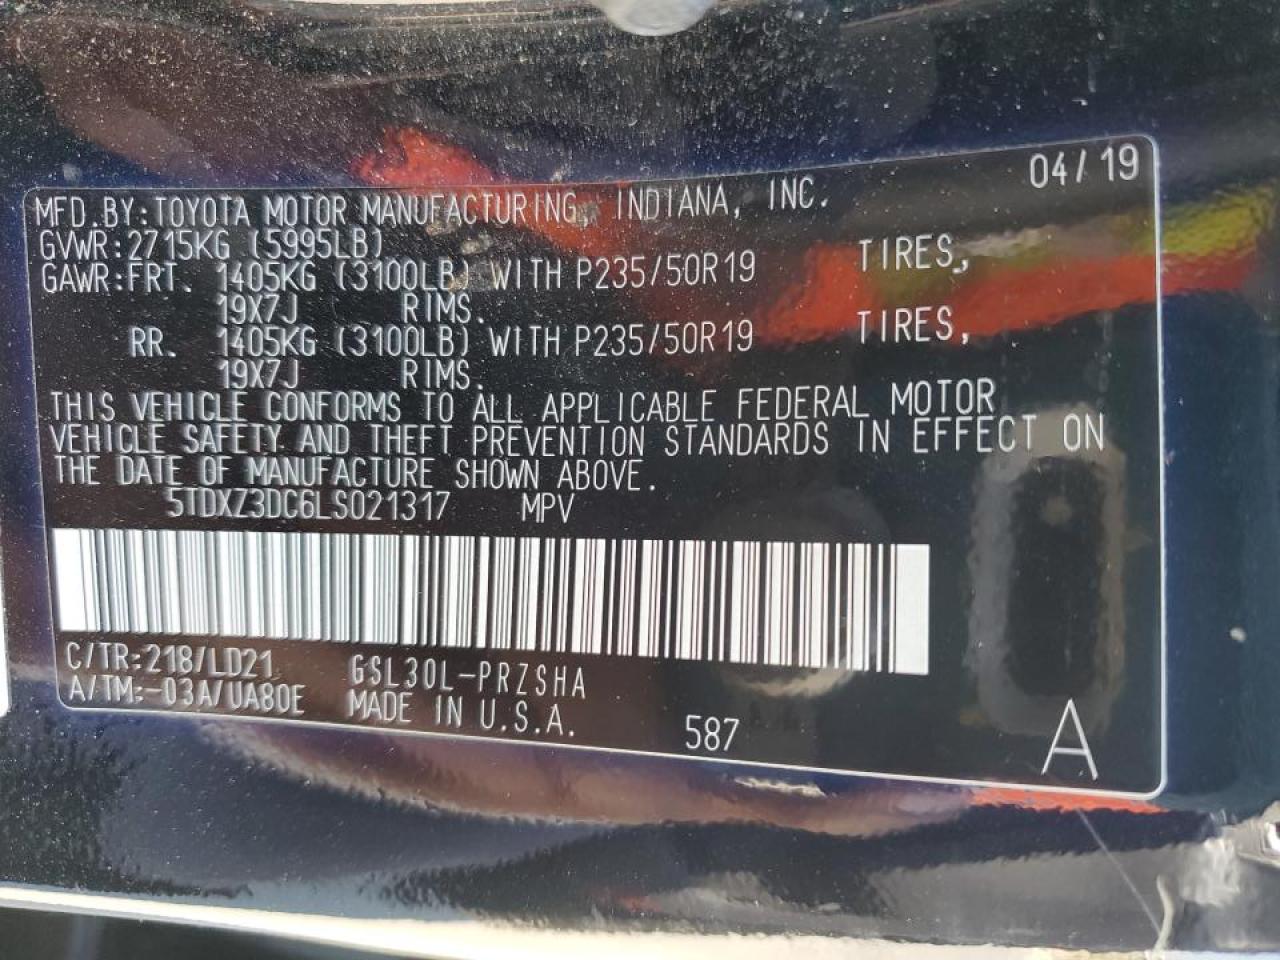 04/19
MFD.BY:TOYOTA MOTOR MANUFACTURING, INDIANA, INC.
GVWR:2715KG (5995LB)
GAWR:FRT. 1405KG (3100LB) WITH P235/50R19 TIRES,
19X7J RIMS.
RR. 1405KG (3100LB) WITH P235/50R19 TIRES,
19X7J RIMS.
THIS VEHICLE CONFORMS TO ALL APPLICABLE FEDERAL MOTOR
VEHICLE SAFETY AND THEFT PREVENTION STANDARDS IN EFFECT ON
THE DATE OF MANUFACTURE SHOWN ABOVE.
5TDXZ3DC6LS021317 MPV
C/TR:218/LD21 GSL30L-PRZSHA
A/TM:-03A/UA80E MADE IN U.S.A.
587
A